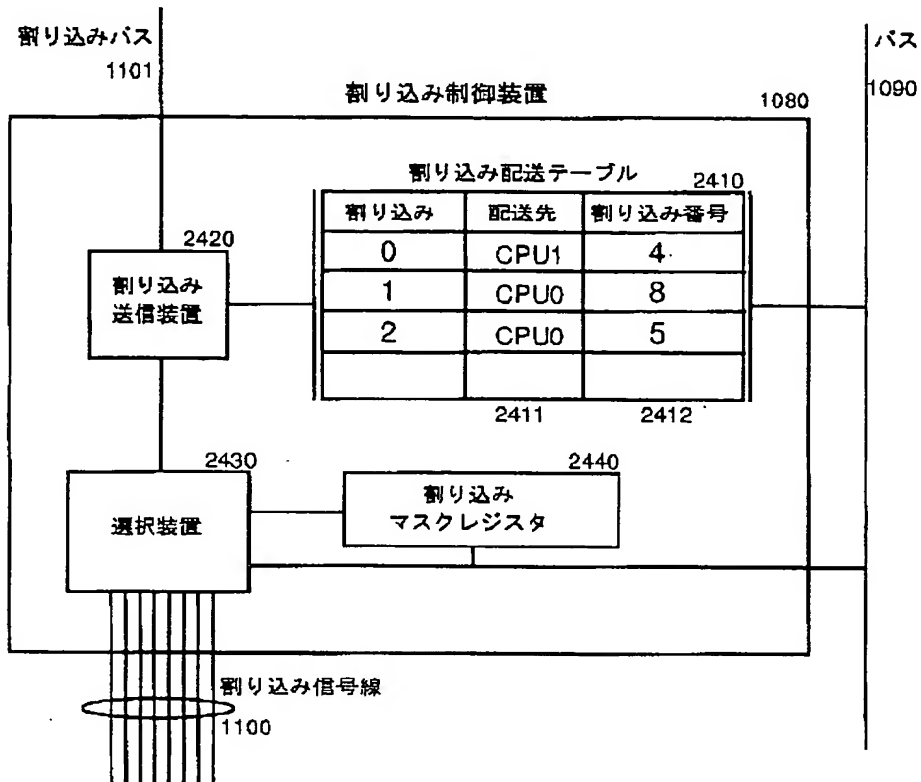 割り込みバス
1101
バス
1090
割り込み制御装置
1080
割り込み配送テーブル
2410
割り込み 配送先 割り込み番号
0 CPU1 4
1 CPU0 8
2 CPU0 5
2411
2412
2420
割り込み
送信装置
2430
選択装置
2440
割り込み
マスクレジスタ
割り込み信号線
1100